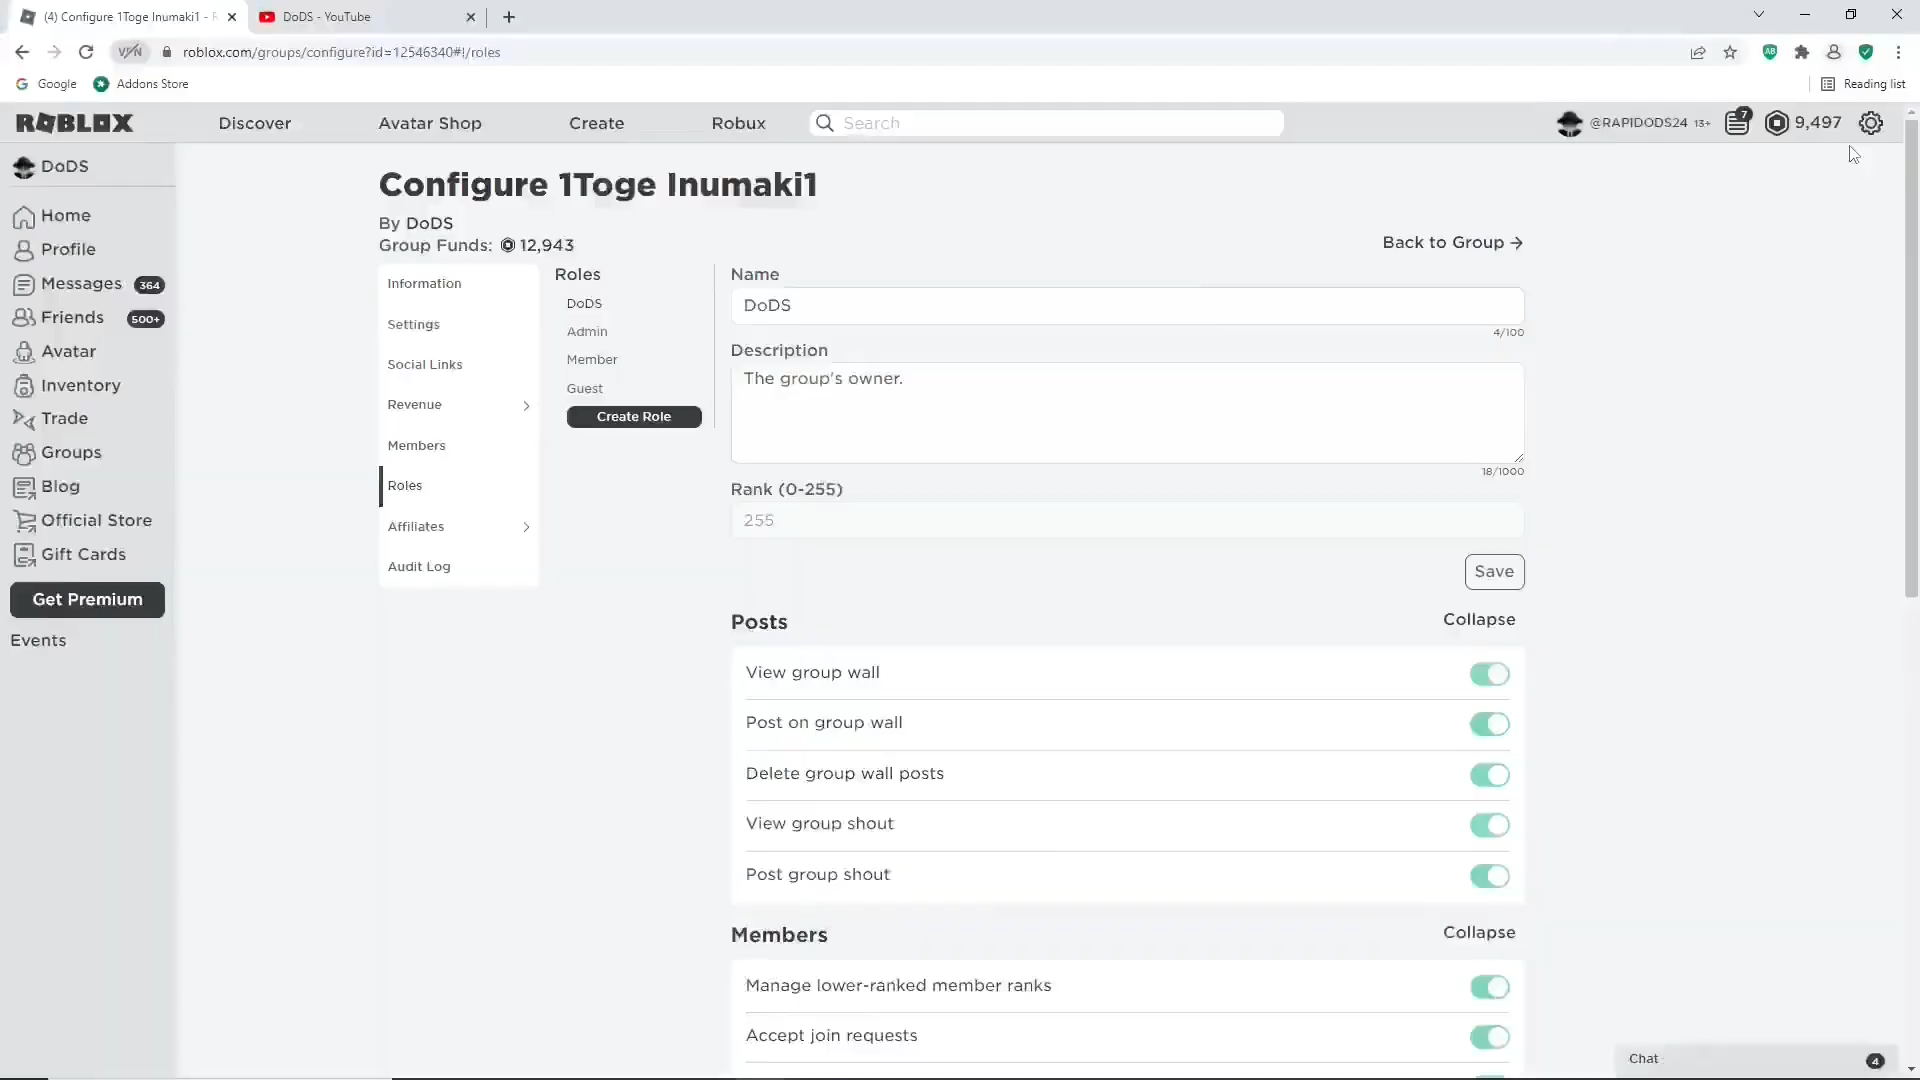 (4) Configure 1Toge Inumaki1 - R
DoDS - YouTube
VPN
roblox.com/groups/configure?id=12546340#!/roles
Google
Addons Store
Reading list
ROBLOX
Discover
Avatar Shop
Create
Robux
Search
@RAPIDODS24 13+
7
9,497
DoDS
Home
Profile
Messages 364
Friends 500+
Avatar
Inventory
Trade
Groups
Blog
Official Store
Gift Cards
Get Premium
Events
Configure 1Toge Inumaki1
By DoDS
Group Funds: 12,943
Back to Group →
Information
Settings
Social Links
Revenue
Members
Roles
Affiliates
Audit Log
Roles
DoDS
Admin
Member
Guest
Create Role
Name
DoDS
4/100
Description
The group's owner.
18/1000
Rank (0-255)
255
Save
Posts
Collapse
View group wall
Post on group wall
Delete group wall posts
View group shout
Post group shout
Members
Collapse
Manage lower-ranked member ranks
Accept join requests
Chat
4